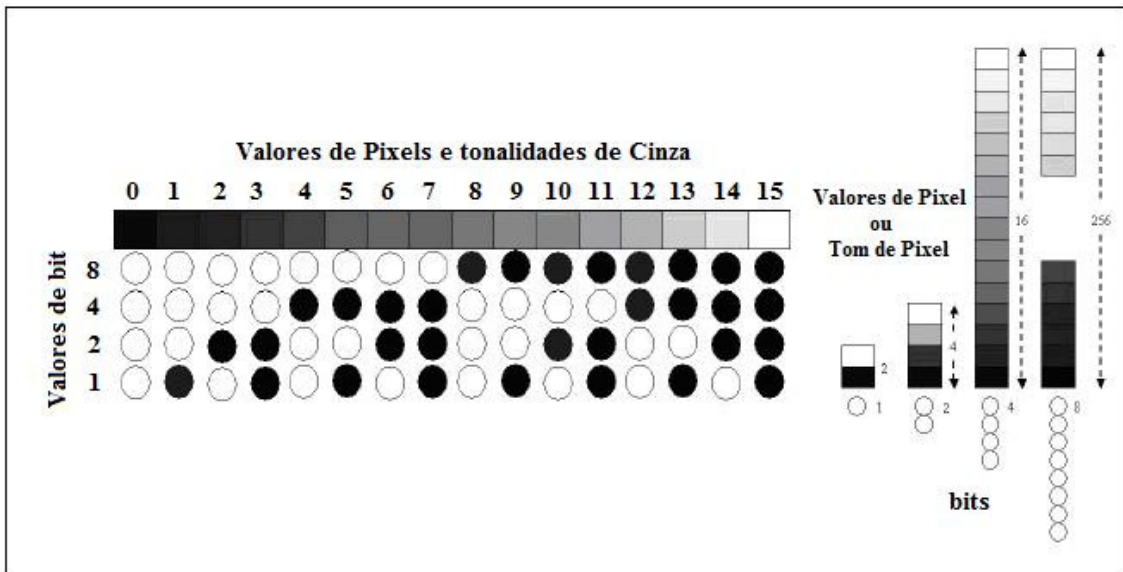 Valores de Pixels e tonalidades de Cinza
0 1 2 3 4 5 6 7 8 9 10 11 12 13 14 15
Valores de bit
8
4
2
1
Valores de Pixel
ou
Tom de Pixel
2
4
16
256
1
2
4
8
bits